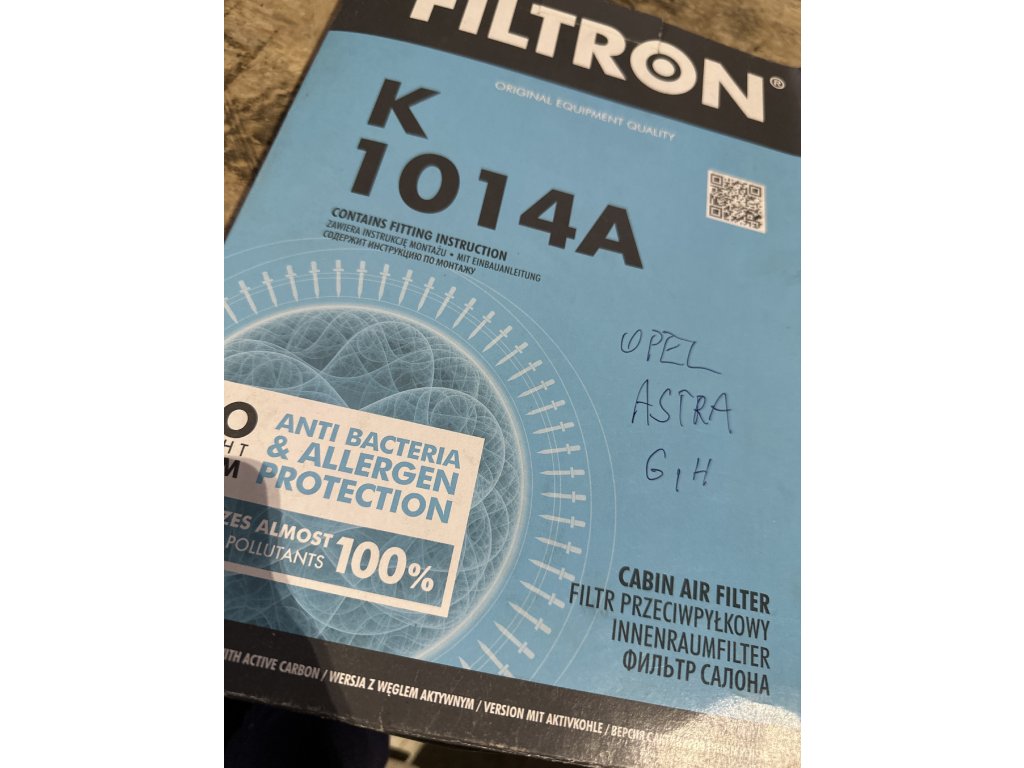 FILTRON®
ORIGINAL EQUIPMENT QUALITY
K
1014A
CONTAINS FITTING INSTRUCTION
ZAWIERA INSTRUKCJĘ MONTAŻU • MIT EINBAUANLEITUNG
СОДЕРЖИТ ИНСТРУКЦИЮ ПО МОНТАЖУ
OPEL
ASTRA
G, H
ANTI BACTERIA
& ALLERGEN
PROTECTION
ALMOST
POLLUTANTS 100%
CABIN AIR FILTER
FILTR PRZECIWPYŁKOWY
INNENRAUMFILTER
ФИЛЬТР САЛОНА
WITH ACTIVE CARBON / WERSJA Z WĘGLEM AKTYWNYM / VERSION MIT AKTIVKOHLE / ВЕРСИЯ С